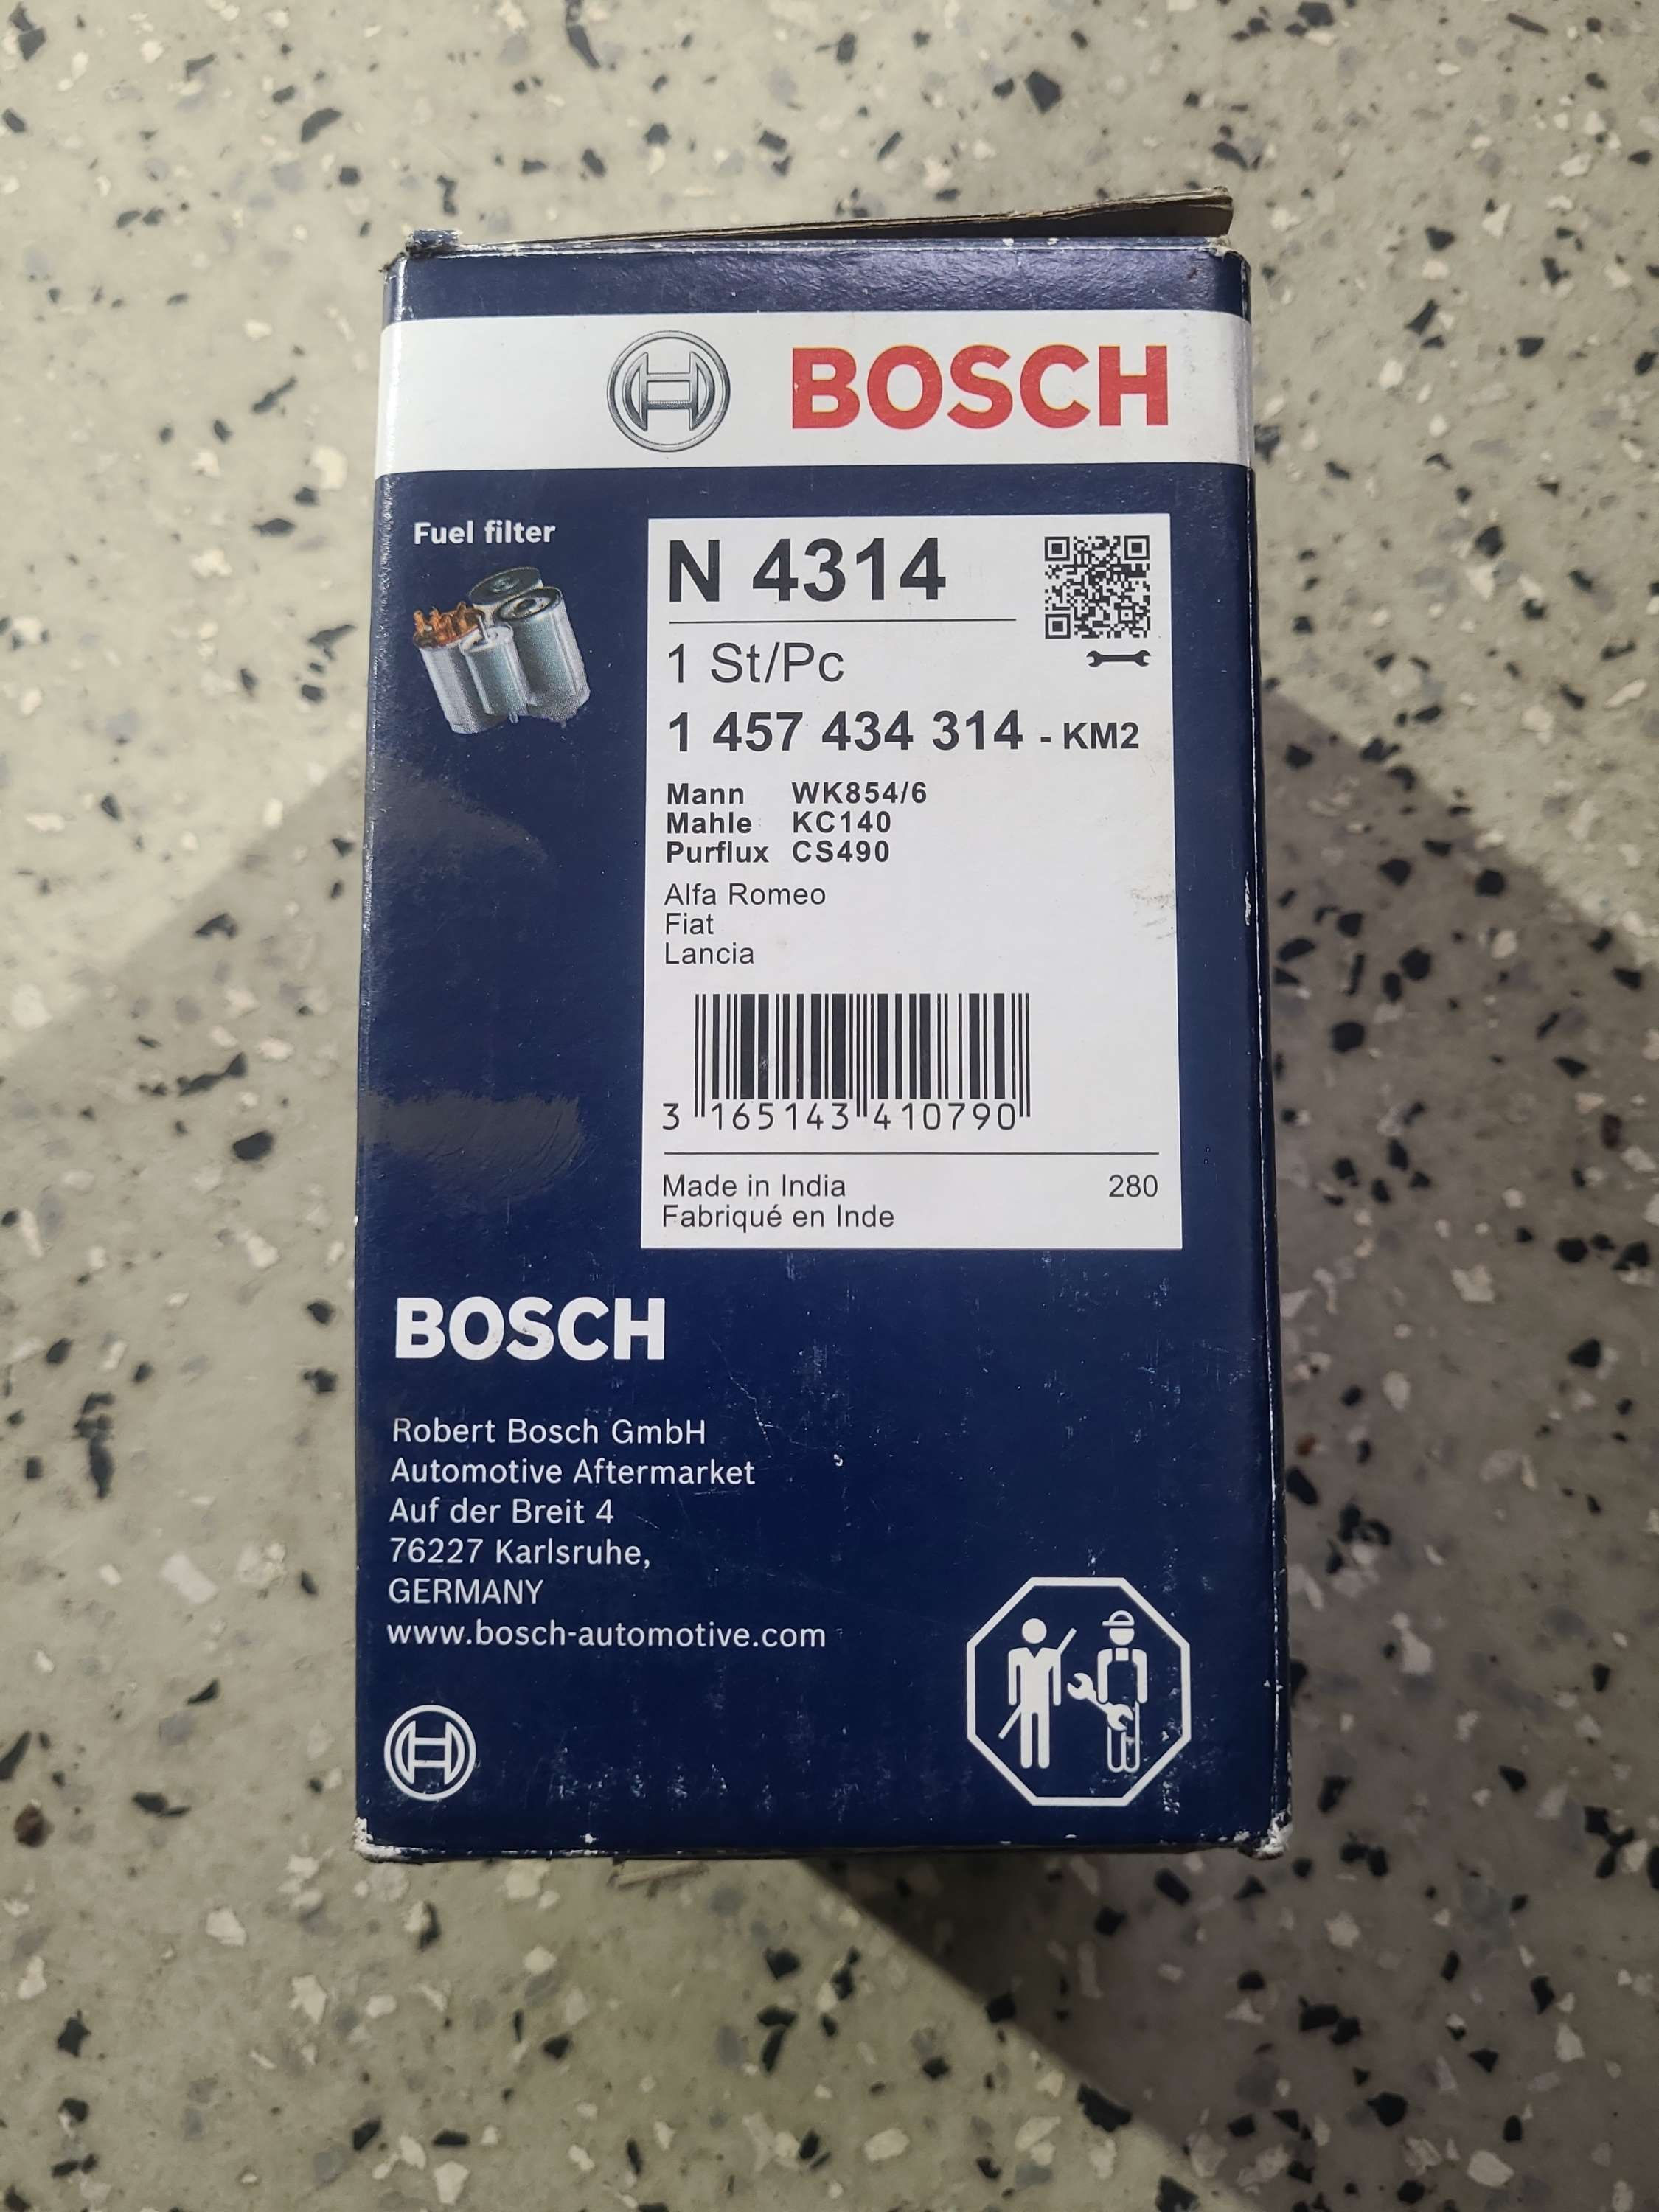 BOSCH
Fuel filter
N 4314
1 St/Pc
1 457 434 314 - KM2
Mann WK854/6
Mahle KC140
Purflux CS490
Alfa Romeo
Fiat
Lancia
3 165143 410790
Made in India 280
Fabriqué en Inde
BOSCH
Robert Bosch GmbH
Automotive Aftermarket
Auf der Breit 4
76227 Karlsruhe,
GERMANY
www.bosch-automotive.com